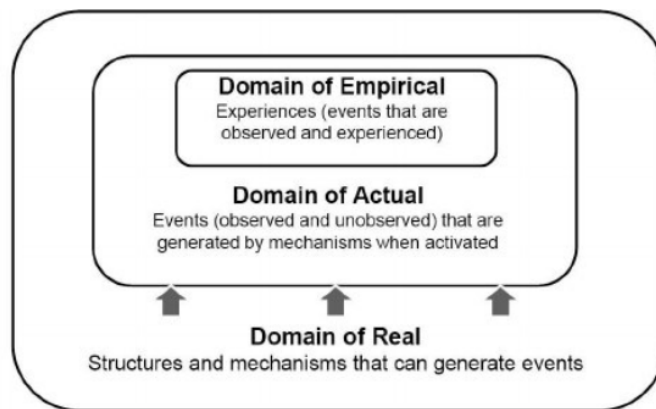 Domain of Empirical
Experiences (events that are
observed and experienced)
Domain of Actual
Events (observed and unobserved) that are
generated by mechanisms when activated
Domain of Real
Structures and mechanisms that can generate events